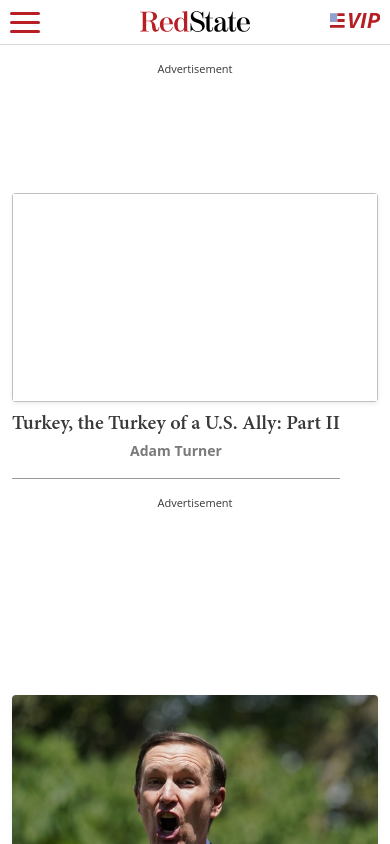 RedState
VIP
Advertisement
Turkey, the Turkey of a U.S. Ally: Part II
Adam Turner
Advertisement